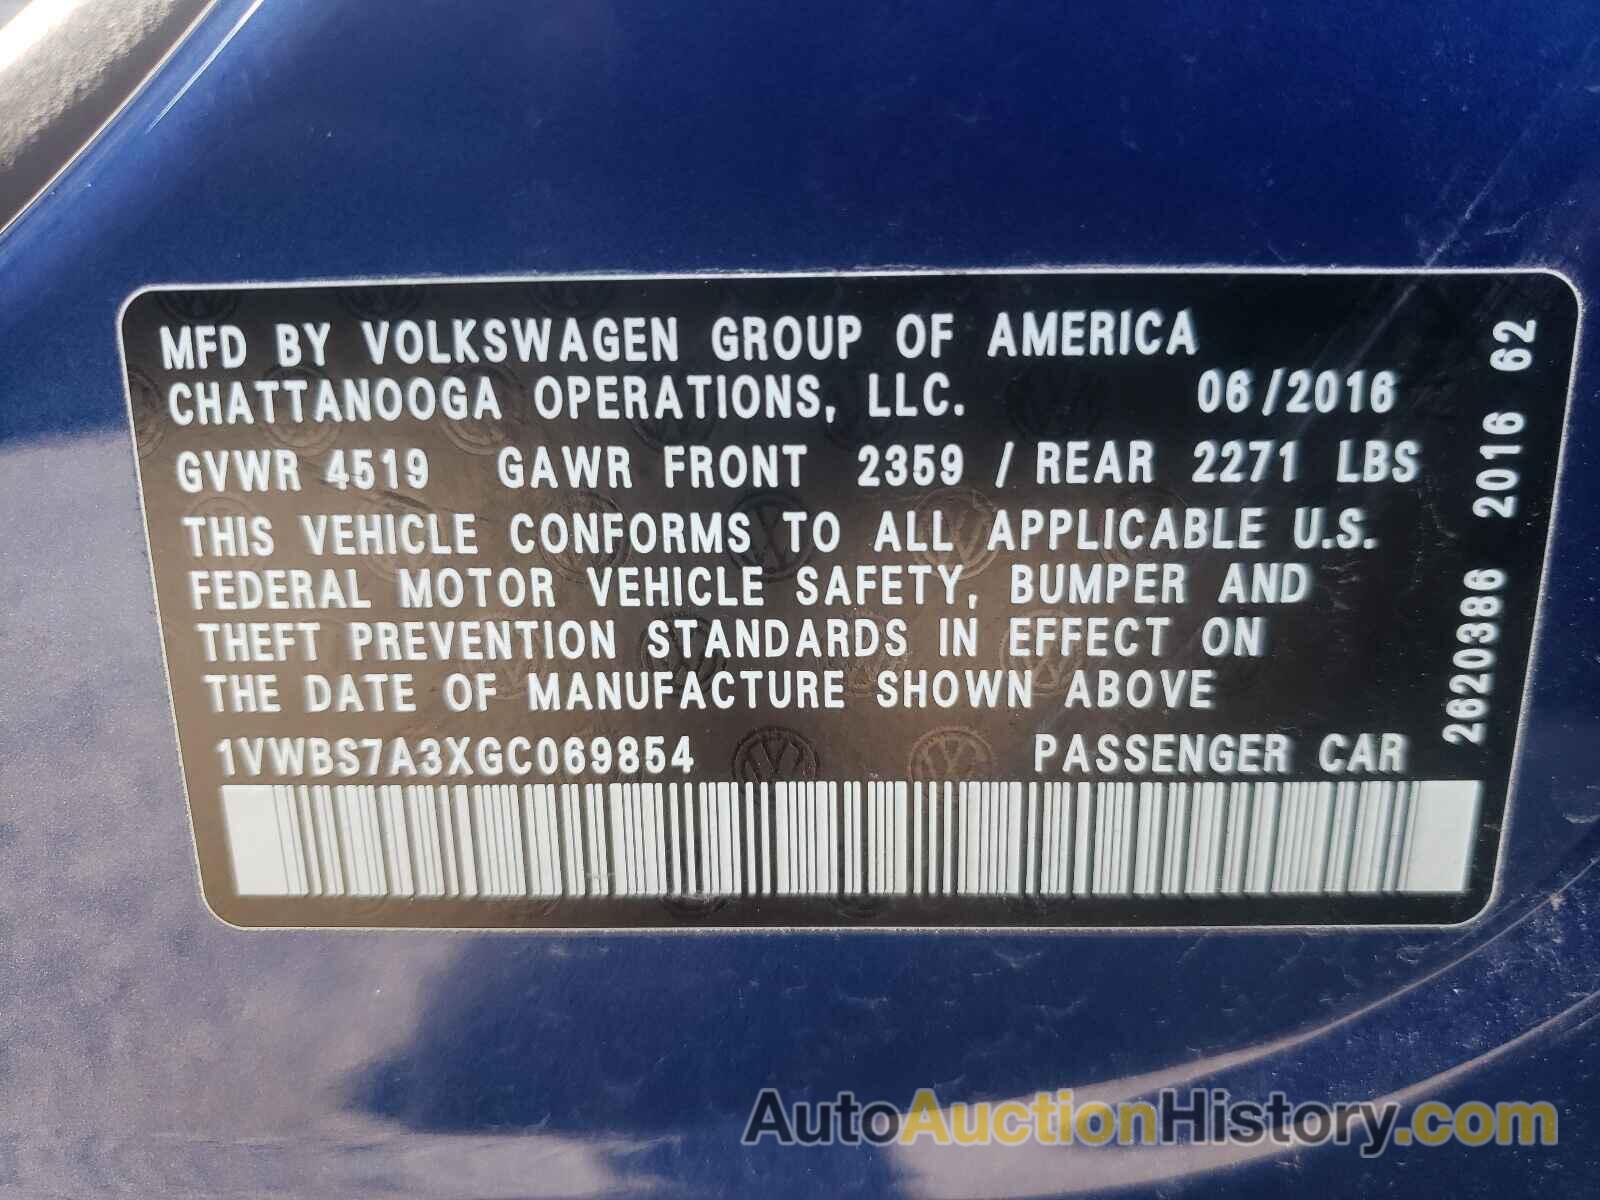 MFD BY VOLKSWAGEN GROUP OF AMERICA
CHATTANOOGA OPERATIONS, LLC. 06/2016
GVWR 4519 GAWR FRONT 2359 / REAR 2271 LBS
THIS VEHICLE CONFORMS TO ALL APPLICABLE U.S.
FEDERAL MOTOR VEHICLE SAFETY, BUMPER AND
THEFT PREVENTION STANDARDS IN EFFECT ON
THE DATE OF MANUFACTURE SHOWN ABOVE
1VWBS7A3XGC069854 PASSENGER CAR
2620386 2016 62
AutoAuctionHistory.com